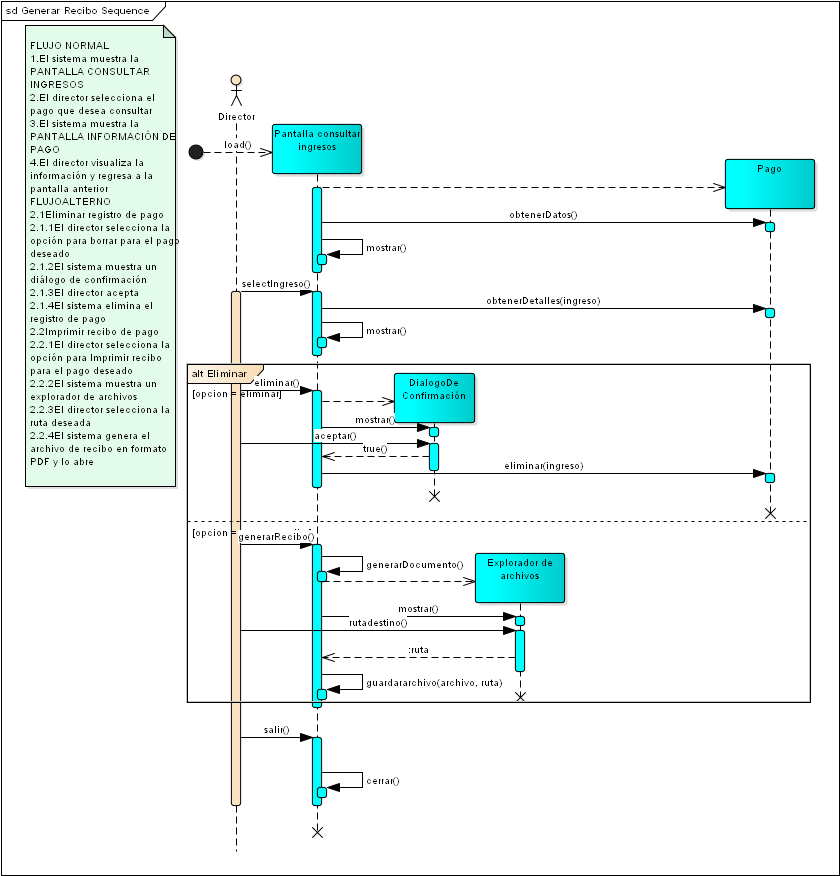 sd Generar Recibo Sequence
FLUJO NORMAL
1.El sistema muestra la
PANTALLA CONSULTAR
INGRESOS
2.El director selecciona el
pago que desea consultar
3.El sistema muestra la
PANTALLA INFORMACIÓN DE
PAGO
4.El director visualiza la
información y regresa a la
pantalla anterior
FLUJOALTERNO
2.1Eliminar registro de pago
2.1.1El director selecciona la
opción para borrar para el pago
deseado
2.1.2El sistema muestra un
diálogo de confirmación
2.1.3El director acepta
2.1.4El sistema elimina el
registro de pago
2.2Imprimir recibo de pago
2.2.1El director selecciona la
opción para Imprimir recibo
para el pago deseado
2.2.2El sistema muestra un
explorador de archivos
2.2.3El director selecciona la
ruta deseada
2.2.4El sistema genera el
archivo de recibo en formato
PDF y lo abre
Director
load()
Pantalla consultar
ingresos
Pago
obtenerDatos()
mostrar()
selectIngreso()
obtenerDetalles(ingreso)
mostrar()
alt Eliminar
[opcion = eliminar]
eliminar()
DialogoDe
Confirmación
mostrar()
aceptar()
true()
eliminar(ingreso)
[opcion =
generarRecibo()
generarDocumento()
Explorador de
archivos
mostrar()
rutadestino()
:ruta
guardararchivo(archivo, ruta)
salir()
cerrar()